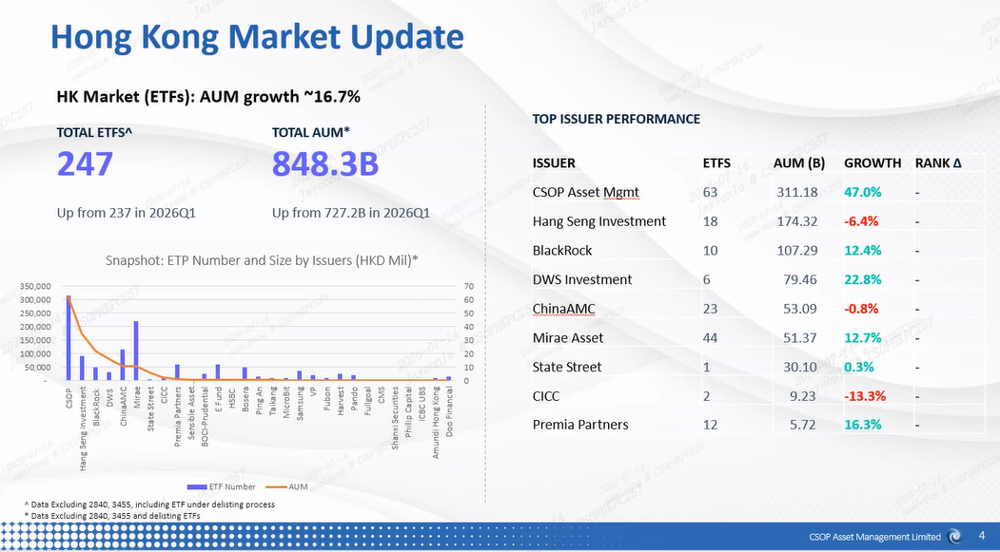 Hong Kong Market Update
HK Market (ETFs): AUM growth ~16.7%
TOTAL ETFS^
TOTAL AUM*
247
848.3B
Up from 237 in 2026Q1
Up from 727.2B in 2026Q1
Snapshot: ETP Number and Size by Issuers (HKD Mil)*
350,000
300,000
250,000
200,000
150,000
100,000
50,000
-
70
60
50
40
30
20
10
0
CSOP
Hang Seng Investment
BlackRock
DWS
ChinaAMC
Mirae
State Street
CICC
Premia Partners
Sensible Asset
BOCI-Prudential
E Fund
HSBC
Bosera
Ping An
Taikang
MicroBit
Samsung
VP
Fubon
Harvest
Pando
Fullgoal
CMS
Shanxi Securities
Phillip Capital
ICBC UBS
Amundi Hong Kong
Doo Financial
ETF Number
AUM
^ Data Excluding 2840, 3455, including ETF under delisting process
* Data Excluding 2840, 3455 and delisting ETFs
TOP ISSUER PERFORMANCE
ISSUER ETFS AUM (B) GROWTH RANK Δ
CSOP Asset Mgmt 63 311.18 47.0% -
Hang Seng Investment 18 174.32 -6.4% -
BlackRock 10 107.29 12.4% -
DWS Investment 6 79.46 22.8% -
ChinaAMC 23 53.09 -0.8% -
Mirae Asset 44 51.37 12.7% -
State Street 1 30.10 0.3% -
CICC 2 9.23 -13.3% -
Premia Partners 12 5.72 16.3% -
CSOP Asset Management Limited
4